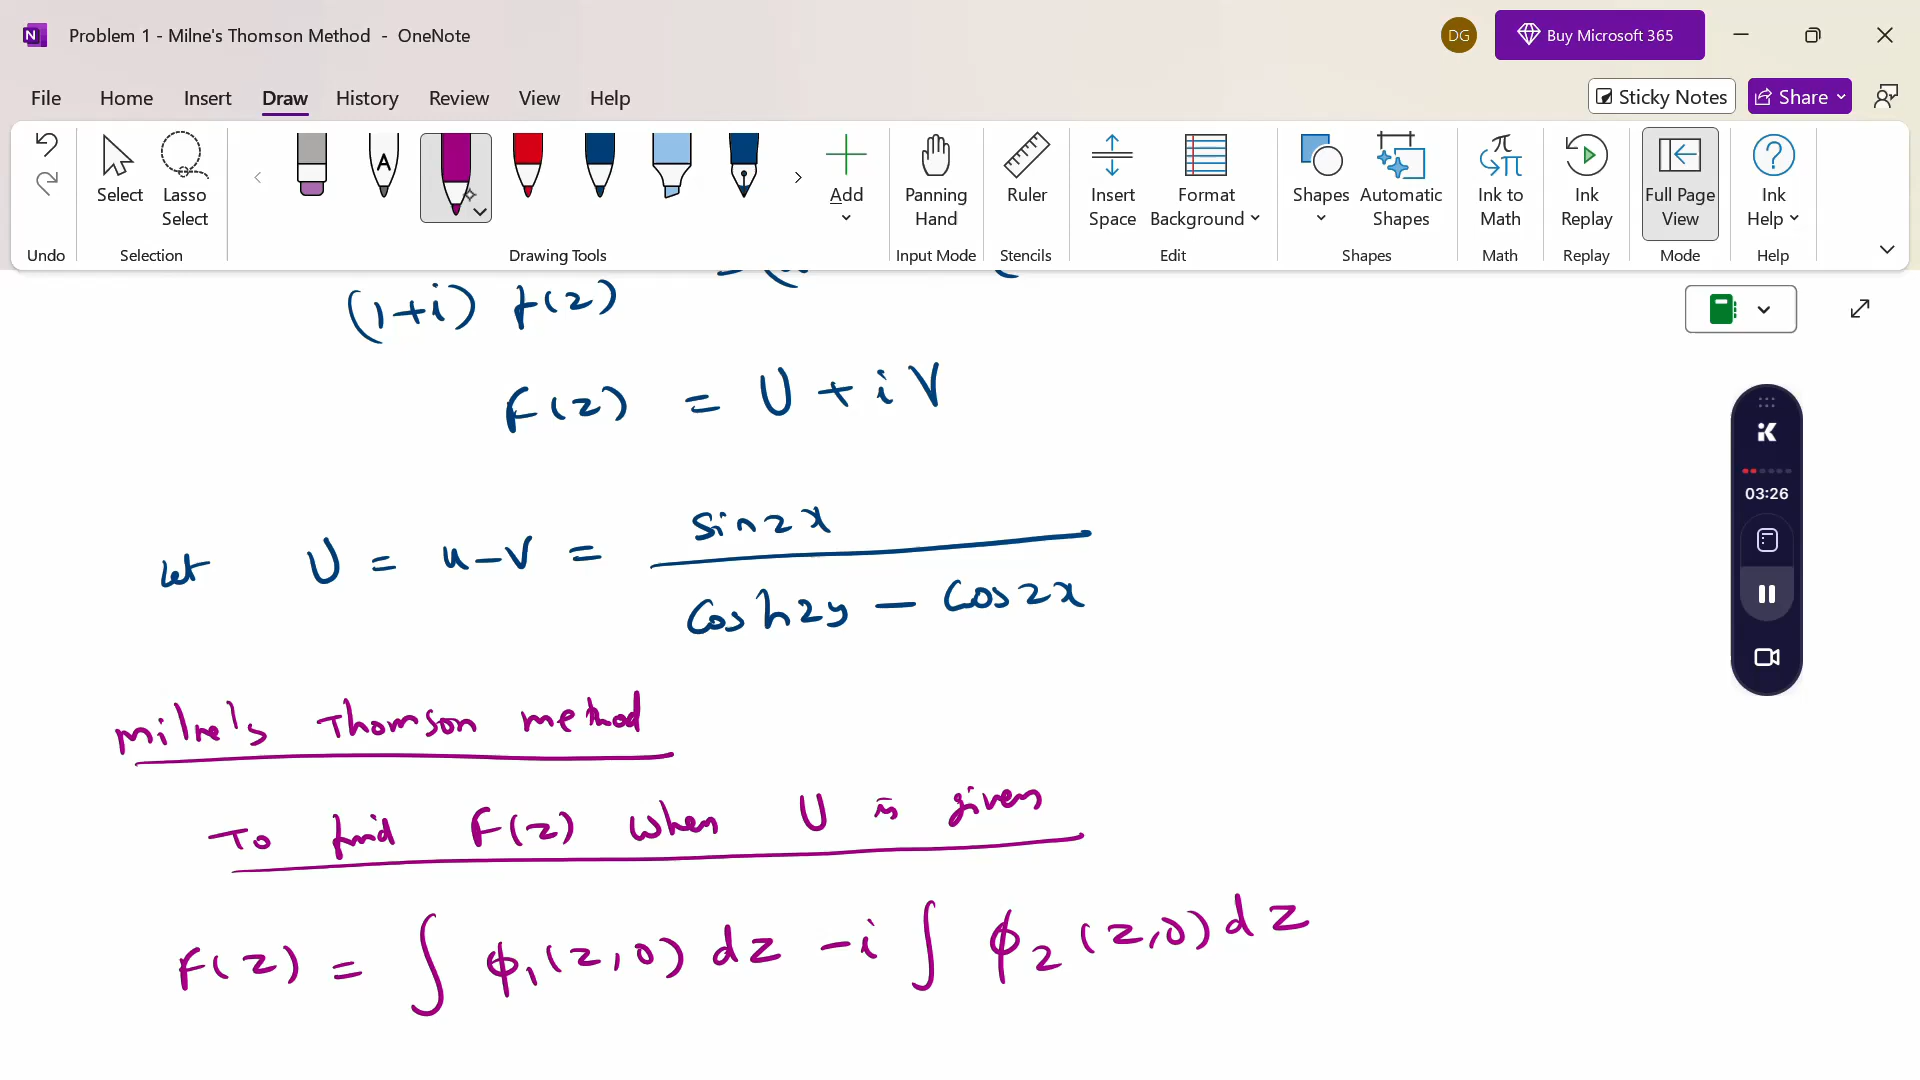 Problem 1 - Milne's Thomson Method - OneNote
DG
Buy Microsoft 365
File Home Insert Draw History Review View Help
Sticky Notes
Share
Select
Lasso Select
Add
Panning Hand
Ruler
Insert Space
Format Background
Shapes
Automatic Shapes
Ink to Math
Ink Replay
Full Page View
Ink Help
Undo
Selection
Drawing Tools
Input Mode
Stencils
Edit
Shapes
Math
Replay
Mode
Help
(1+i) f(z)
F(z) = U + i V
Let U = u - V = sin2x / Cosh2y - Cos2x
03:26
Milne's Thomson method
To find F(z) when U is given
F(z) = ∫ ϕ₁(z,0) dz - i ∫ ϕ₂(z,0) dz